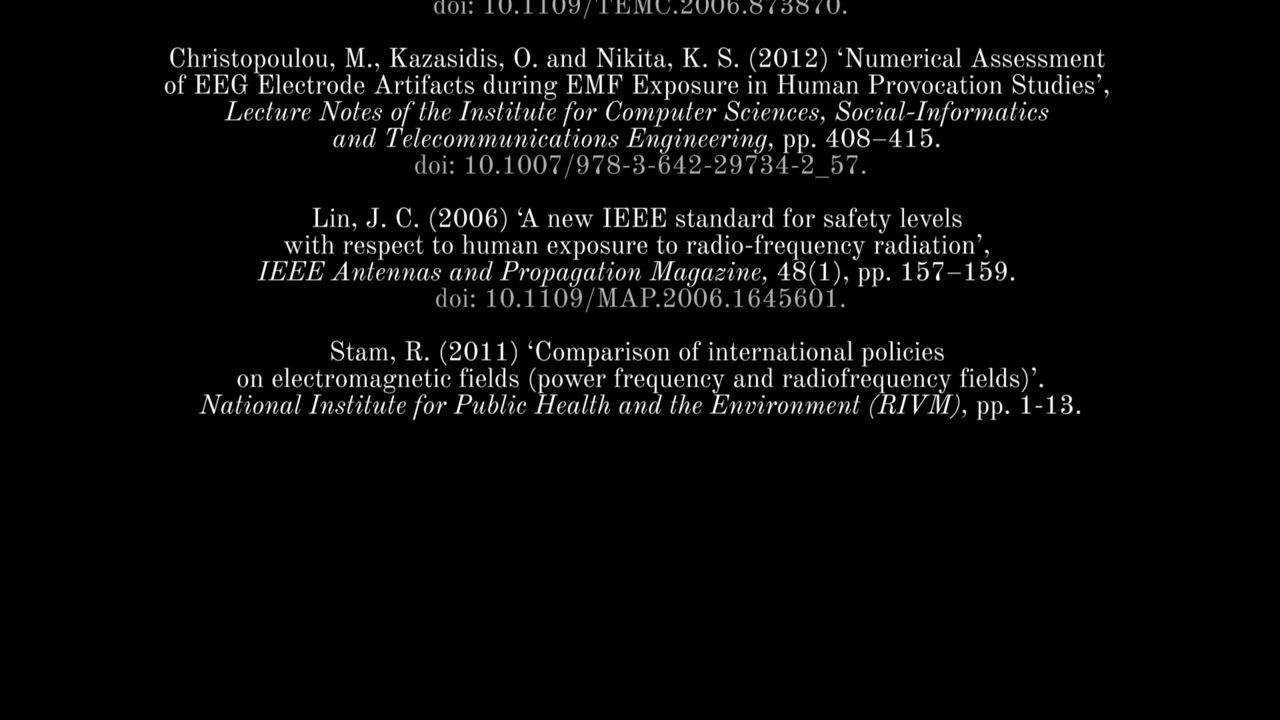 doi: 10.1109/TEMC.2006.873870.
Christopoulou, M., Kazasidis, O. and Nikita, K. S. (2012) ‘Numerical Assessment
of EEG Electrode Artifacts during EMF Exposure in Human Provocation Studies’,
Lecture Notes of the Institute for Computer Sciences, Social-Informatics
and Telecommunications Engineering, pp. 408–415.
doi: 10.1007/978-3-642-29734-2_57.
Lin, J. C. (2006) ‘A new IEEE standard for safety levels
with respect to human exposure to radio-frequency radiation’,
IEEE Antennas and Propagation Magazine, 48(1), pp. 157–159.
doi: 10.1109/MAP.2006.1645601.
Stam, R. (2011) ‘Comparison of international policies
on electromagnetic fields (power frequency and radiofrequency fields)’.
National Institute for Public Health and the Environment (RIVM), pp. 1-13.